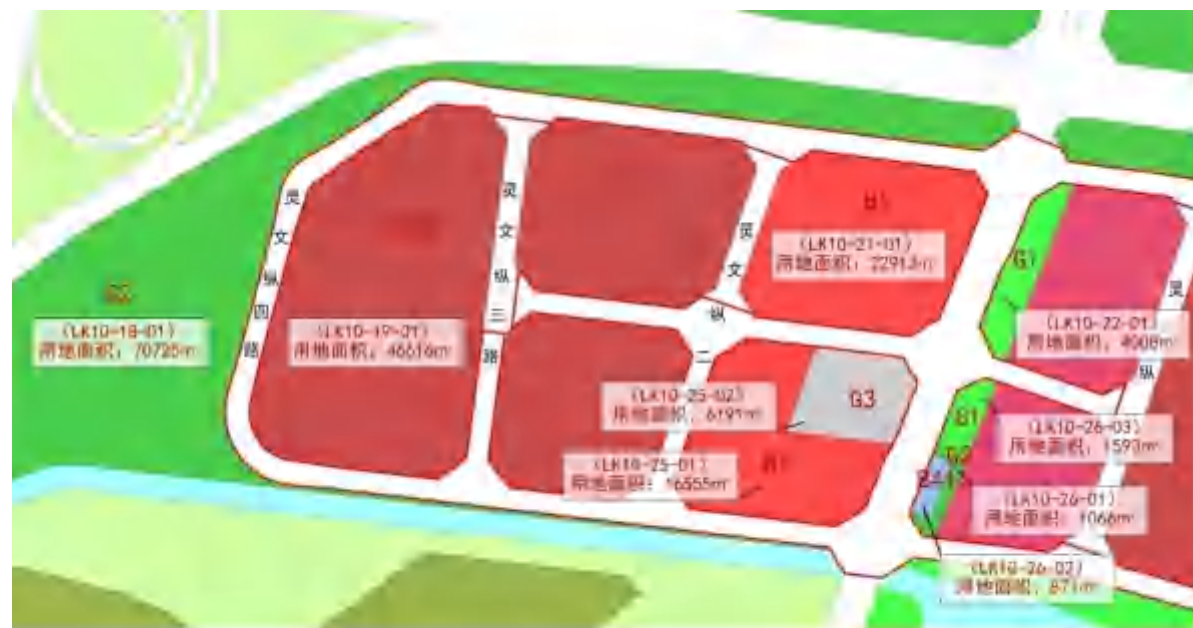 B1
(LK10-21-01)
用地面积：22913㎡
灵文纵四路
灵文纵三路
灵文纵二
G1
(LK10-22-01)
用地面积：4008㎡
灵
纵
G2
(LK10-18-01)
用地面积：70725㎡
(LK10-19-01)
用地面积：46616㎡
(LK10-25-02)
用地面积：6191㎡
G3
B1
(LK10-26-03)
用地面积：1593㎡
(LK10-25-01)
用地面积：16555㎡
B1
G2
(LK10-26-01)
用地面积：1066㎡
(LK10-26-02)
用地面积：871㎡